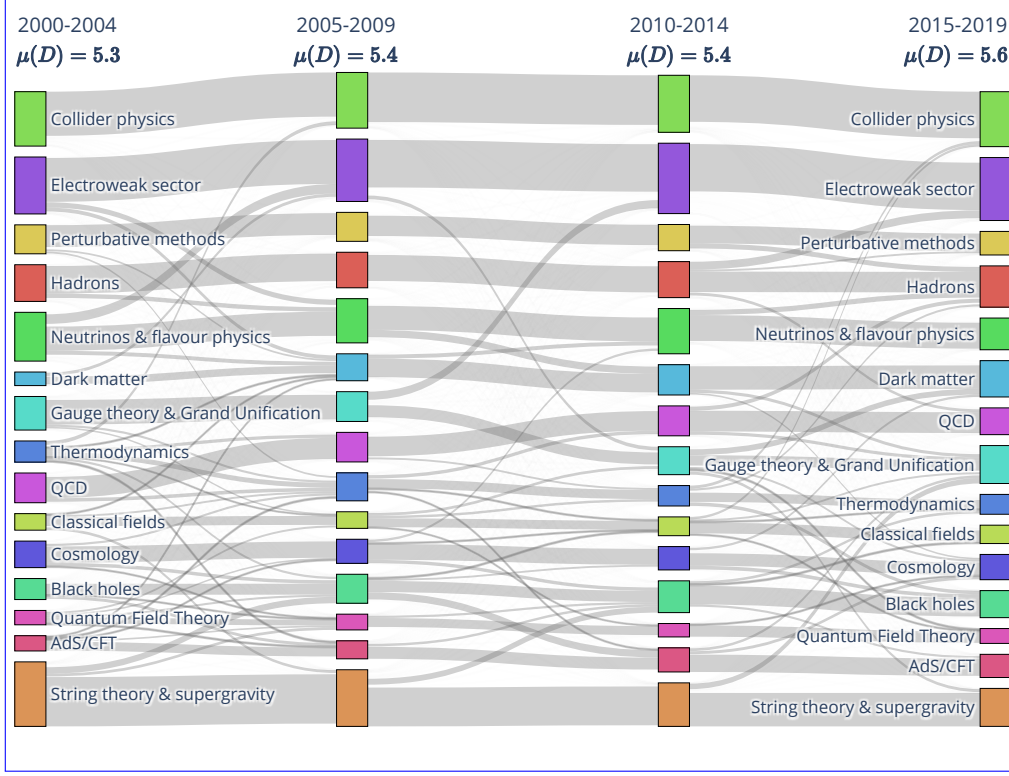 2000-2004 2005-2009 2010-2014 2015-2019
μ(D) = 5.3 μ(D) = 5.4 μ(D) = 5.4 μ(D) = 5.6
Collider physics Collider physics
Electroweak sector Electroweak sector
Perturbative methods Perturbative methods
Hadrons Hadrons
Neutrinos & flavour physics Neutrinos & flavour physics
Dark matter Dark matter
Gauge theory & Grand Unification QCD
Thermodynamics Gauge theory & Grand Unification
QCD Thermodynamics
Classical fields Classical fields
Cosmology Cosmology
Black holes Black holes
Quantum Field Theory Quantum Field Theory
AdS/CFT AdS/CFT
String theory & supergravity String theory & supergravity